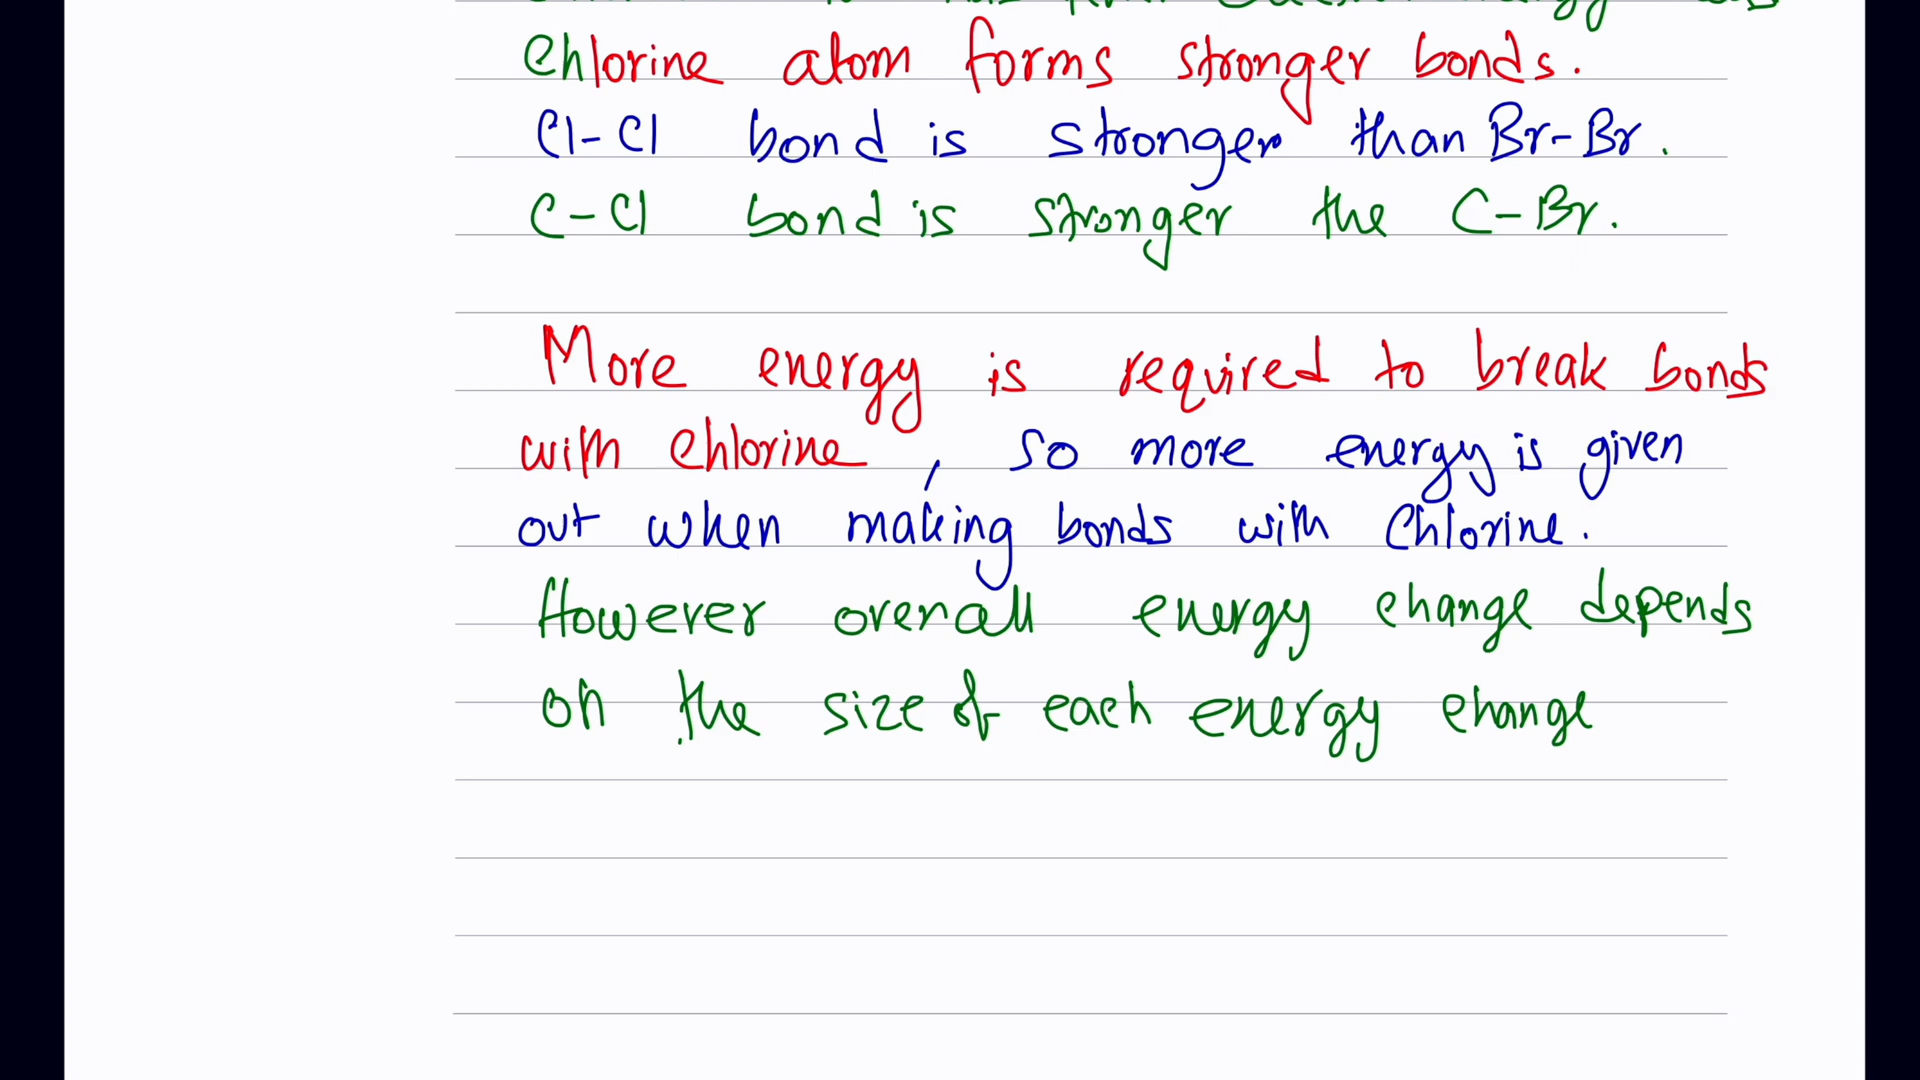 Chlorine atom forms stronger bonds.
Cl-Cl bond is stronger than Br-Br.
C-Cl bond is stronger the C-Br.
More energy is required to break bonds
with chlorine, so more energy is given
out when making bonds with Chlorine.
However overall energy change depends
on the size of each energy change